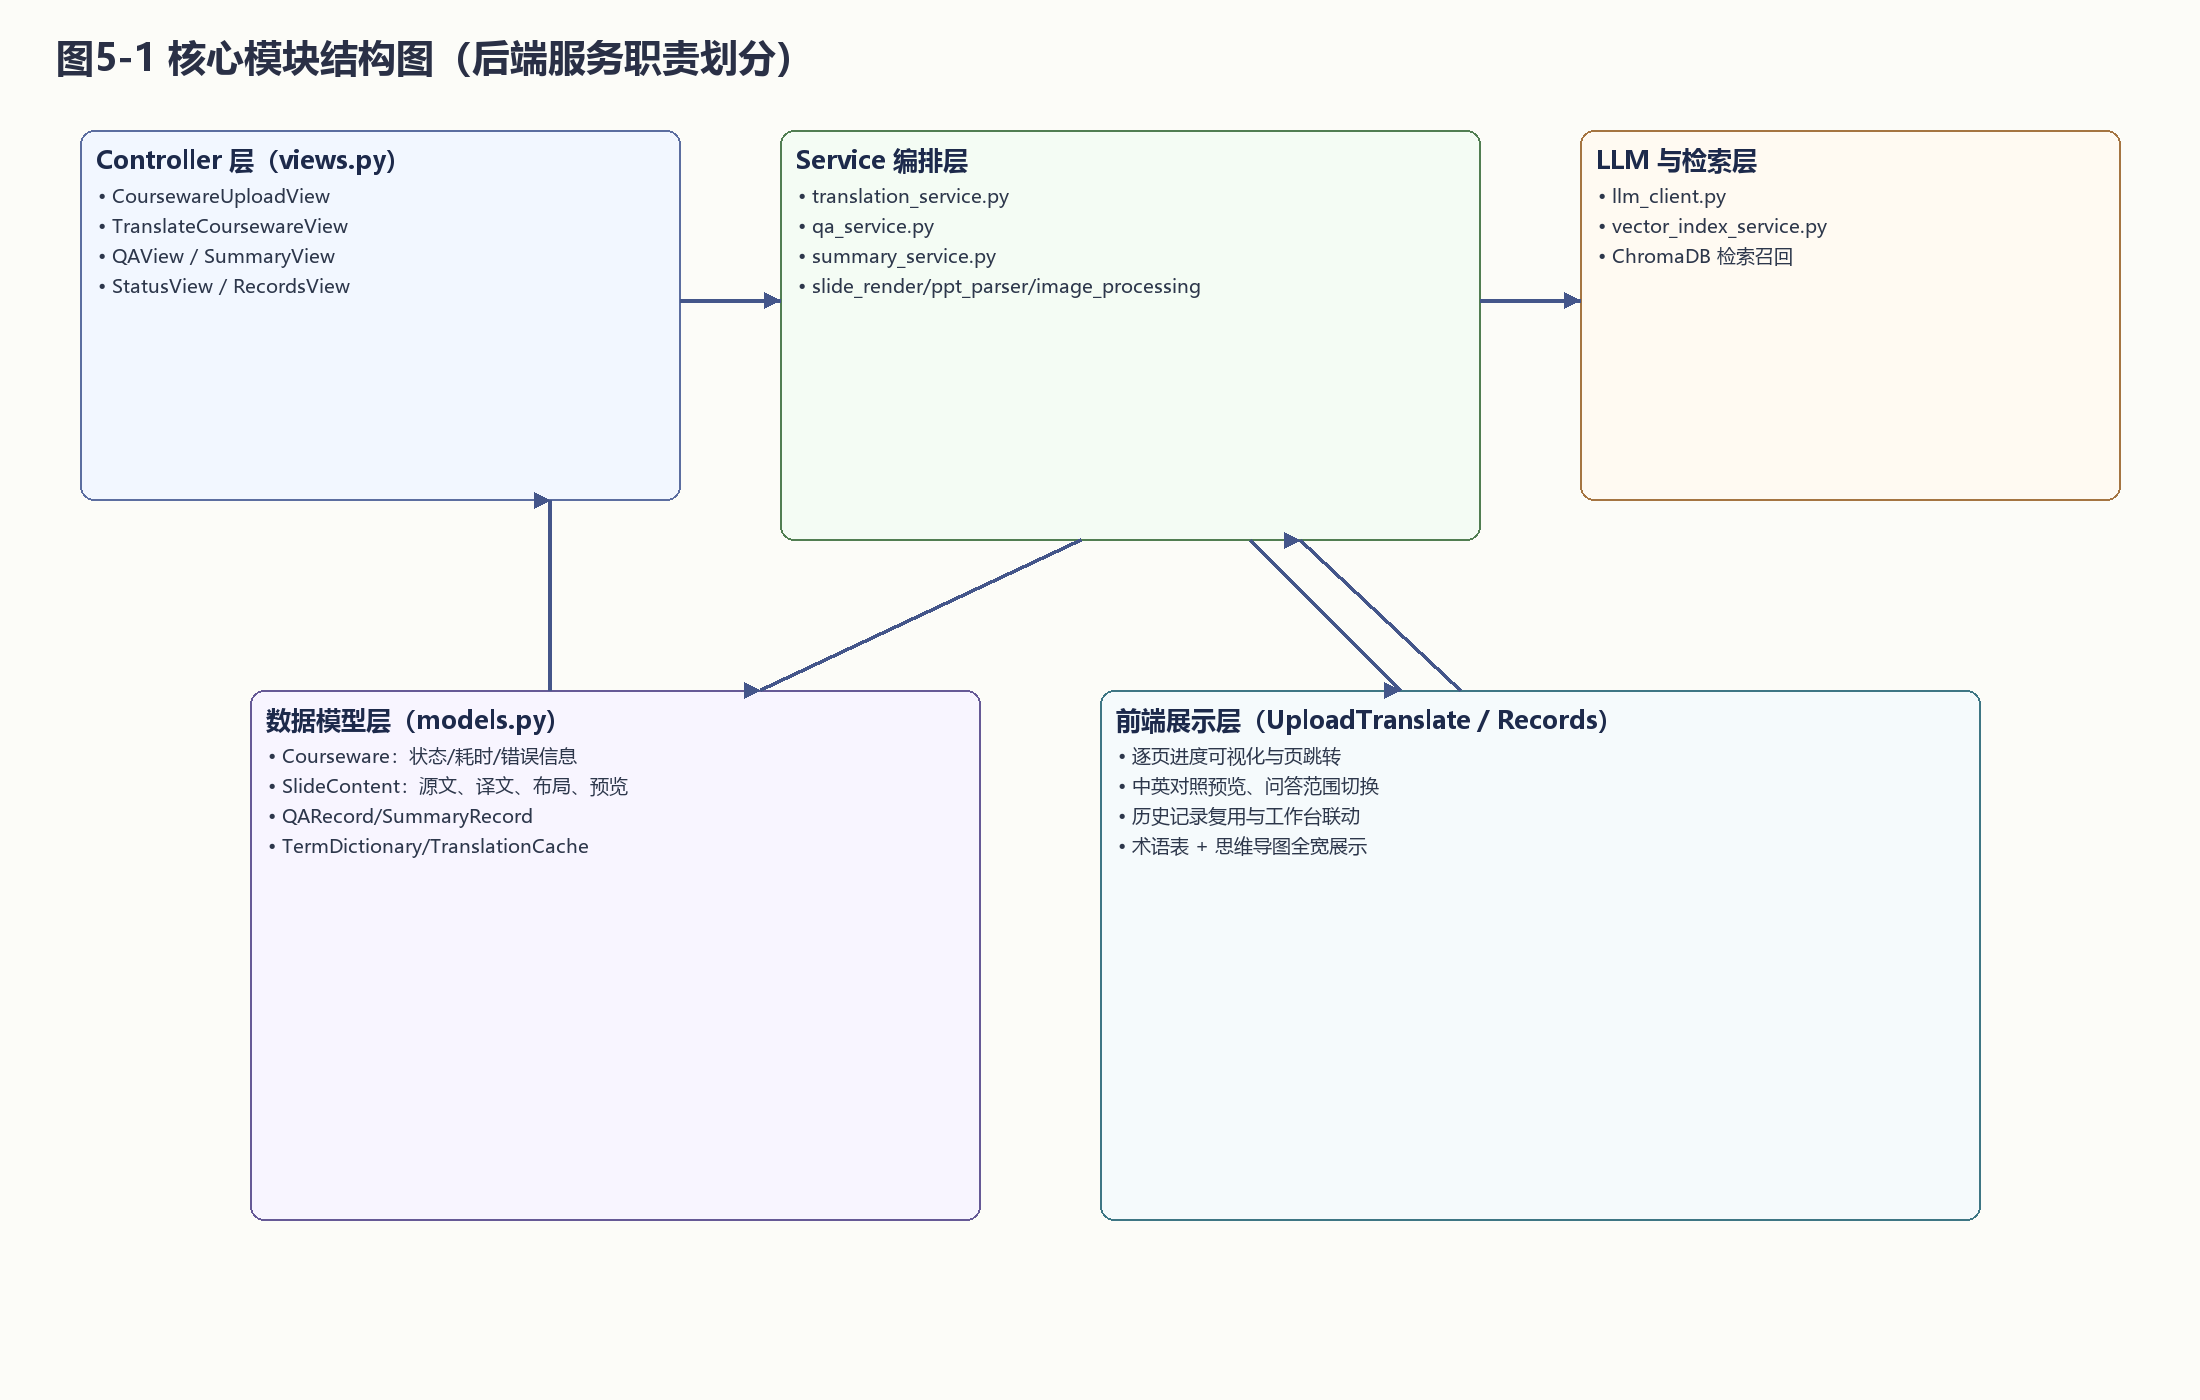 图5-1 核心模块结构图（后端服务职责划分）
Controller 层（views.py）
• CoursewareUploadView
• TranslateCoursewareView
• QAView / SummaryView
• StatusView / RecordsView
Service 编排层
• translation_service.py
• qa_service.py
• summary_service.py
• slide_render/ppt_parser/image_processing
LLM 与检索层
• llm_client.py
• vector_index_service.py
• ChromaDB 检索召回
数据模型层（models.py）
• Courseware：状态/耗时/错误信息
• SlideContent：源文、译文、布局、预览
• QARecord/SummaryRecord
• TermDictionary/TranslationCache
前端展示层（UploadTranslate / Records）
• 逐页进度可视化与页跳转
• 中英对照预览、问答范围切换
• 历史记录复用与工作台联动
• 术语表 + 思维导图全宽展示